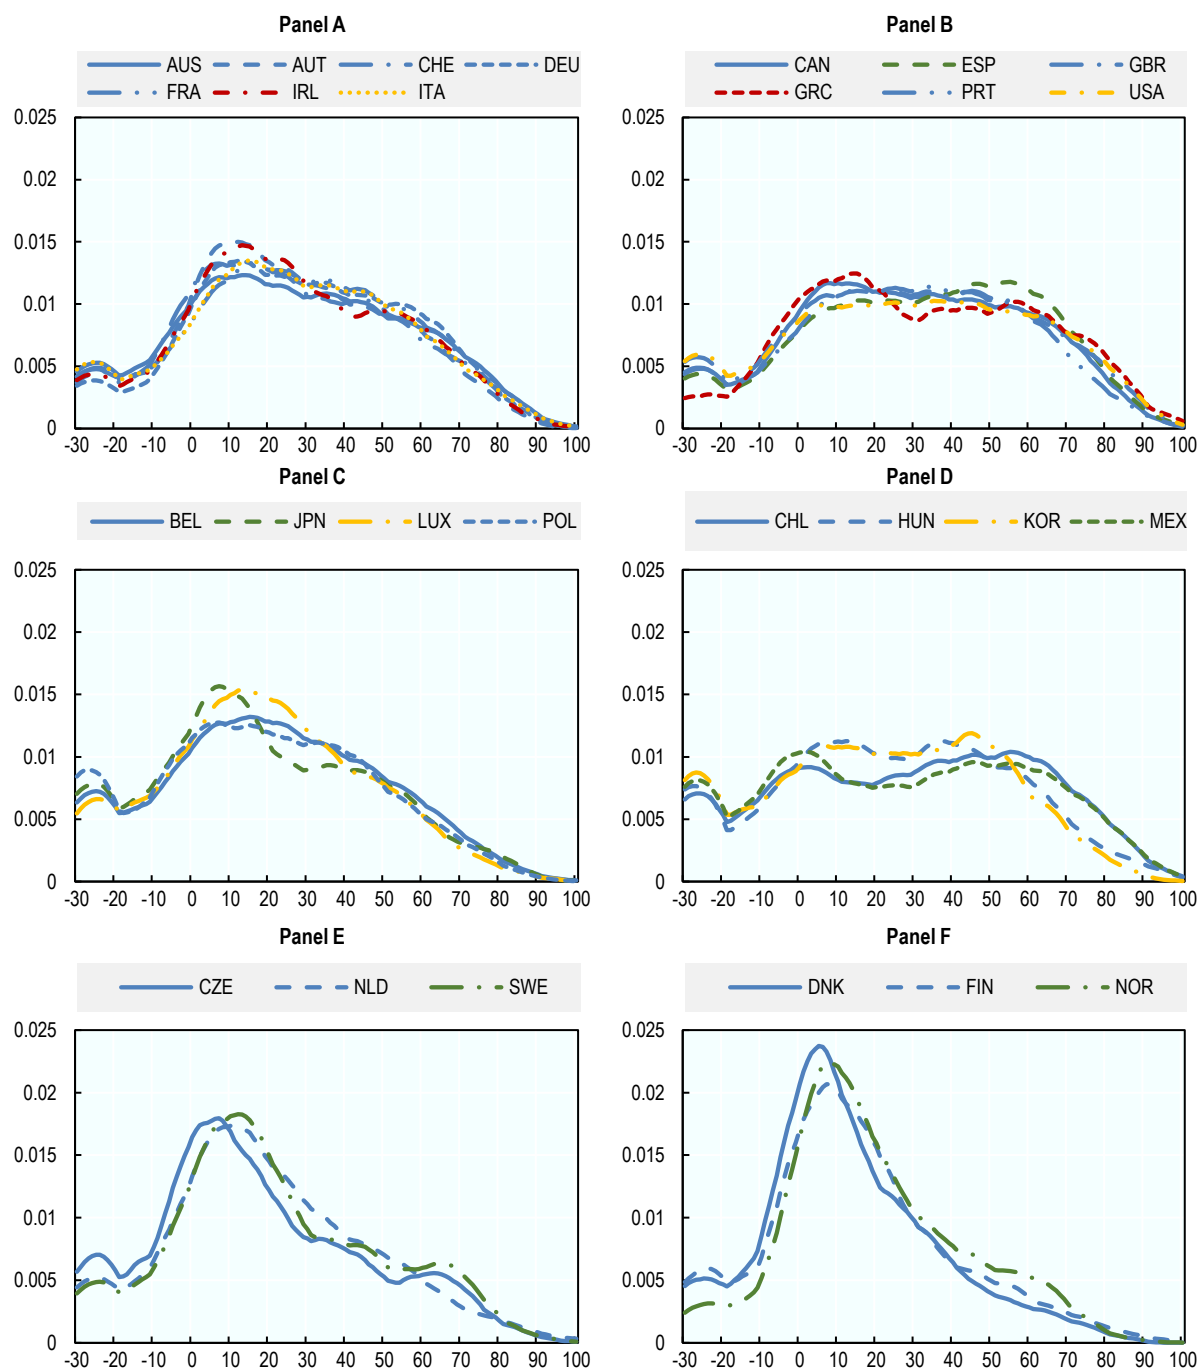 Panel A
AUS AUT CHE DEU
FRA IRL ITA
0.025
0.02
0.015
0.01
0.005
0
-30 -20 -10 0 10 20 30 40 50 60 70 80 90 100
Panel B
CAN ESP GBR
GRC PRT USA
0.025
0.02
0.015
0.01
0.005
0
-30 -20 -10 0 10 20 30 40 50 60 70 80 90 100
Panel C
BEL JPN LUX POL
0.025
0.02
0.015
0.01
0.005
0
-30 -20 -10 0 10 20 30 40 50 60 70 80 90 100
Panel D
CHL HUN KOR MEX
0.025
0.02
0.015
0.01
0.005
0
-30 -20 -10 0 10 20 30 40 50 60 70 80 90 100
Panel E
CZE NLD SWE
0.025
0.02
0.015
0.01
0.005
0
-30 -20 -10 0 10 20 30 40 50 60 70 80 90 100
Panel F
DNK FIN NOR
0.025
0.02
0.015
0.01
0.005
0
-30 -20 -10 0 10 20 30 40 50 60 70 80 90 100